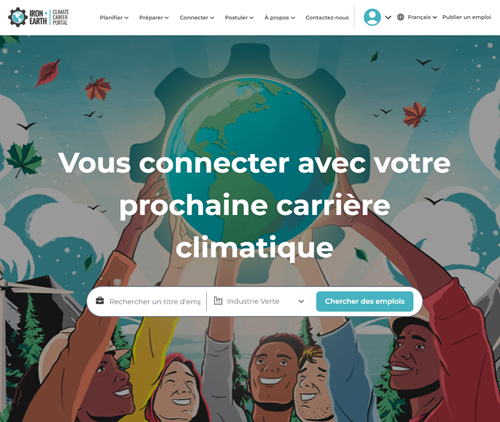 IRON & EARTH
CLIMATE CAREER PORTAL
Planifier
Préparer
Connecter
Postuler
À propos
Contactez-nous
Français
Publier un emploi
Vous connecter avec votre
prochaine carrière
climatique
Rechercher un titre d'emp
Industrie Verte
Chercher des emplois